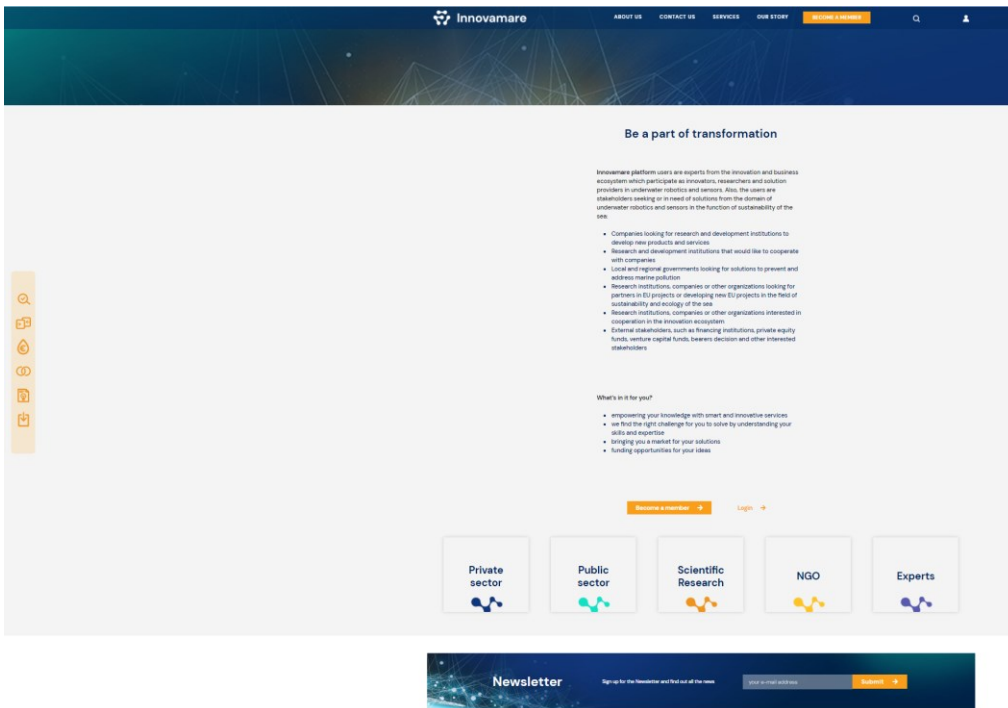 Innovamare
ABOUT US CONTACT US SERVICES OUR STORY BECOME A MEMBER
Be a part of transformation
Innovamare platform users are experts from the innovation and business
ecosystem which participate as innovators, researchers and solution
providers in underwater robotics and sensors. Also, the users are
stakeholders seeking or in need of solutions from the domain of
underwater robotics and sensors in the function of sustainability of the
sea.
• Companies looking for research and development institutions to
develop new products and services
• Research and development institutions that would like to cooperate
with companies
• Local and regional governments looking for solutions to prevent and
address marine pollution
• Research institutions, companies or other organizations looking for
partners in EU projects or developing new EU projects in the field of
sustainability and ecology of the sea
• Research institutions, companies or other organizations interested in
cooperation in the innovation ecosystem
• External stakeholders, such as financing institutions, private equity
funds, venture capital funds, bearers decision and other interested
stakeholders
What's in it for you?
• empowering your knowledge with smart and innovative services
• we find the right challenge for you to solve by understanding your
skills and expertise
• bringing you a market for your solutions
• funding opportunities for your ideas
Become a member → Login →
Private
sector
Public
sector
Scientific
Research
NGO
Experts
Newsletter
Sign up for the Newsletter and find out all the news
your e-mail address
Submit →